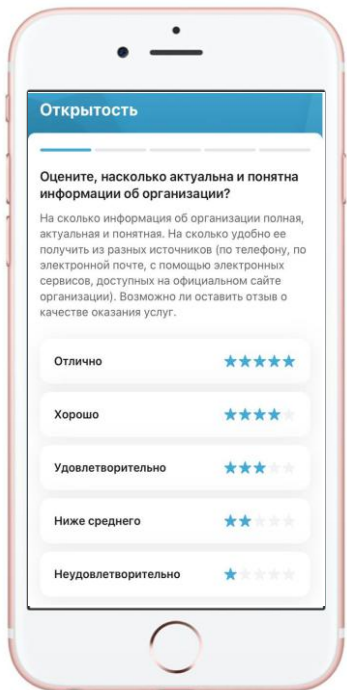 Открытость
Оцените, насколько актуальна и понятна
информации об организации?
На сколько информация об организации полная,
актуальная и понятная. На сколько удобно ее
получить из разных источников (по телефону, по
электронной почте, с помощью электронных
сервисов, доступных на официальном сайте
организации). Возможно ли оставить отзыв о
качестве оказания услуг.
Отлично
Хорошо
Удовлетворительно
Ниже среднего
Неудовлетворительно